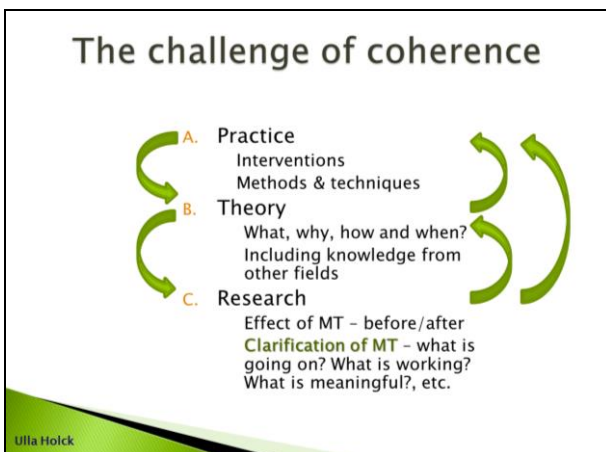 The challenge of coherence
A. Practice
Interventions
Methods & techniques
B. Theory
What, why, how and when?
Including knowledge from
other fields
C. Research
Effect of MT – before/after
Clarification of MT – what is
going on? What is working?
What is meaningful?, etc.
Ulla Holck